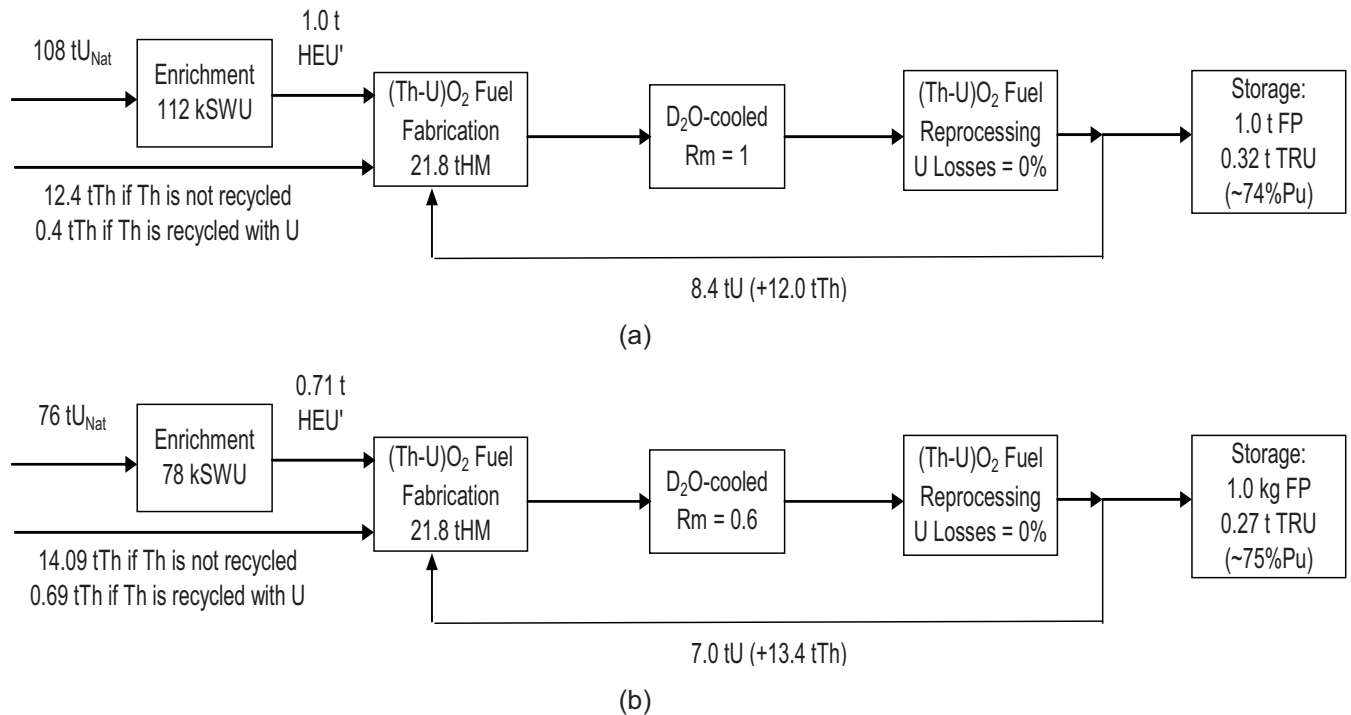 108 tU_Nat
Enrichment
112 kSWU
1.0 t
HEU'
12.4 tTh if Th is not recycled
0.4 tTh if Th is recycled with U
(Th-U)O₂ Fuel
Fabrication
21.8 tHM
D₂O-cooled
Rm = 1
(Th-U)O₂ Fuel
Reprocessing
U Losses = 0%
Storage:
1.0 t FP
0.32 t TRU
(~74%Pu)
8.4 tU (+12.0 tTh)
(a)
76 tU_Nat
Enrichment
78 kSWU
0.71 t
HEU'
14.09 tTh if Th is not recycled
0.69 tTh if Th is recycled with U
(Th-U)O₂ Fuel
Fabrication
21.8 tHM
D₂O-cooled
Rm = 0.6
(Th-U)O₂ Fuel
Reprocessing
U Losses = 0%
Storage:
1.0 kg FP
0.27 t TRU
(~75%Pu)
7.0 tU (+13.4 tTh)
(b)